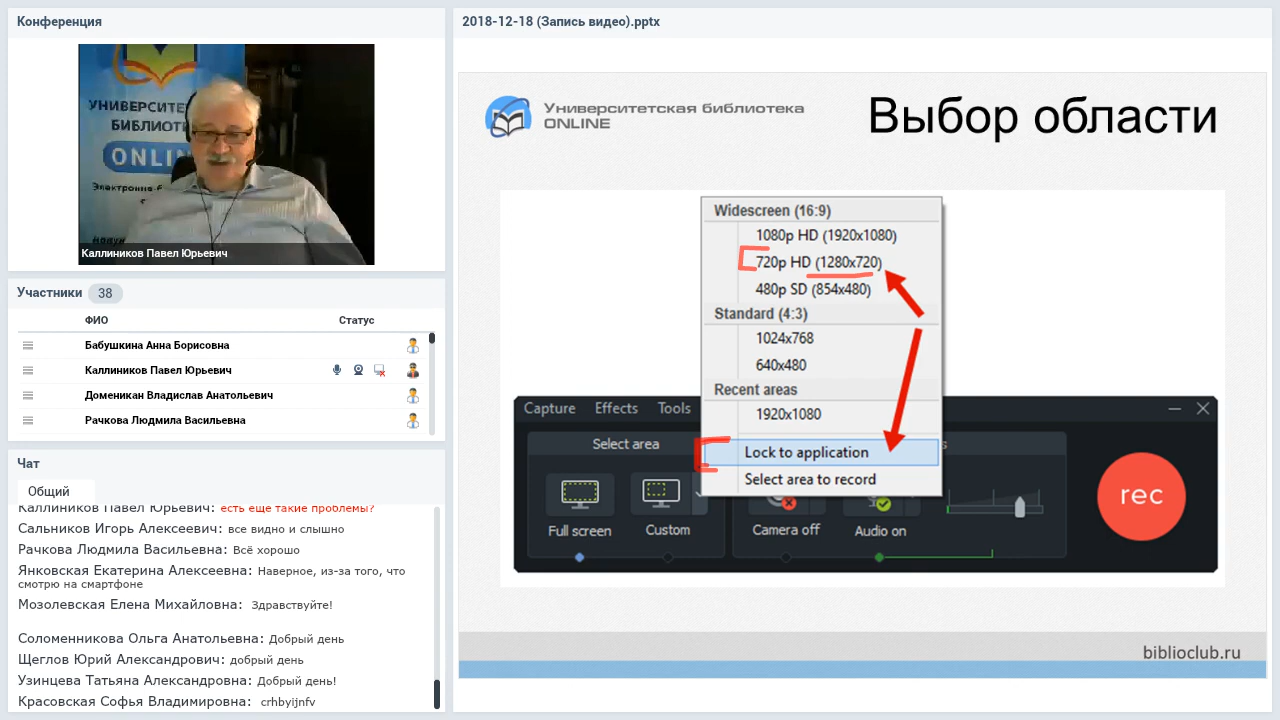 Конференция
УНИВЕРСИТЕ
БИБЛИОТ
ONLIN
Каллиников Павел Юрьевич
Участники 38
ФИО Статус
Бабушкина Анна Борисовна
Каллиников Павел Юрьевич
Доменикан Владислав Анатольевич
Рачкова Людмила Васильевна
Чат
Общий
Каллиников Павел Юрьевич: есть еще такие проблемы?
Сальников Игорь Алексеевич: все видно и слышно
Рачкова Людмила Васильевна: Всё хорошо
Янковская Екатерина Алексеевна: Наверное, из-за того, что
смотрю на смартфоне
Мозолевская Елена Михайловна: Здравствуйте!
Соломенникова Ольга Анатольевна: Добрый день
Щеглов Юрий Александрович: добрый день
Узинцева Татьяна Александровна: Добрый день!
Красовская Софья Владимировна: crhbyijnfv
2018-12-18 (Запись видео).pptx
Университетская библиотека
ONLINE
Выбор области
Widescreen (16:9)
1080p HD (1920x1080)
720p HD (1280x720)
480p SD (854x480)
Standard (4:3)
1024x768
640x480
Recent areas
1920x1080
Lock to application
Select area to record
Capture Effects Tools
Select area
Full screen
Custom
Camera off
Audio on
rec
biblioclub.ru